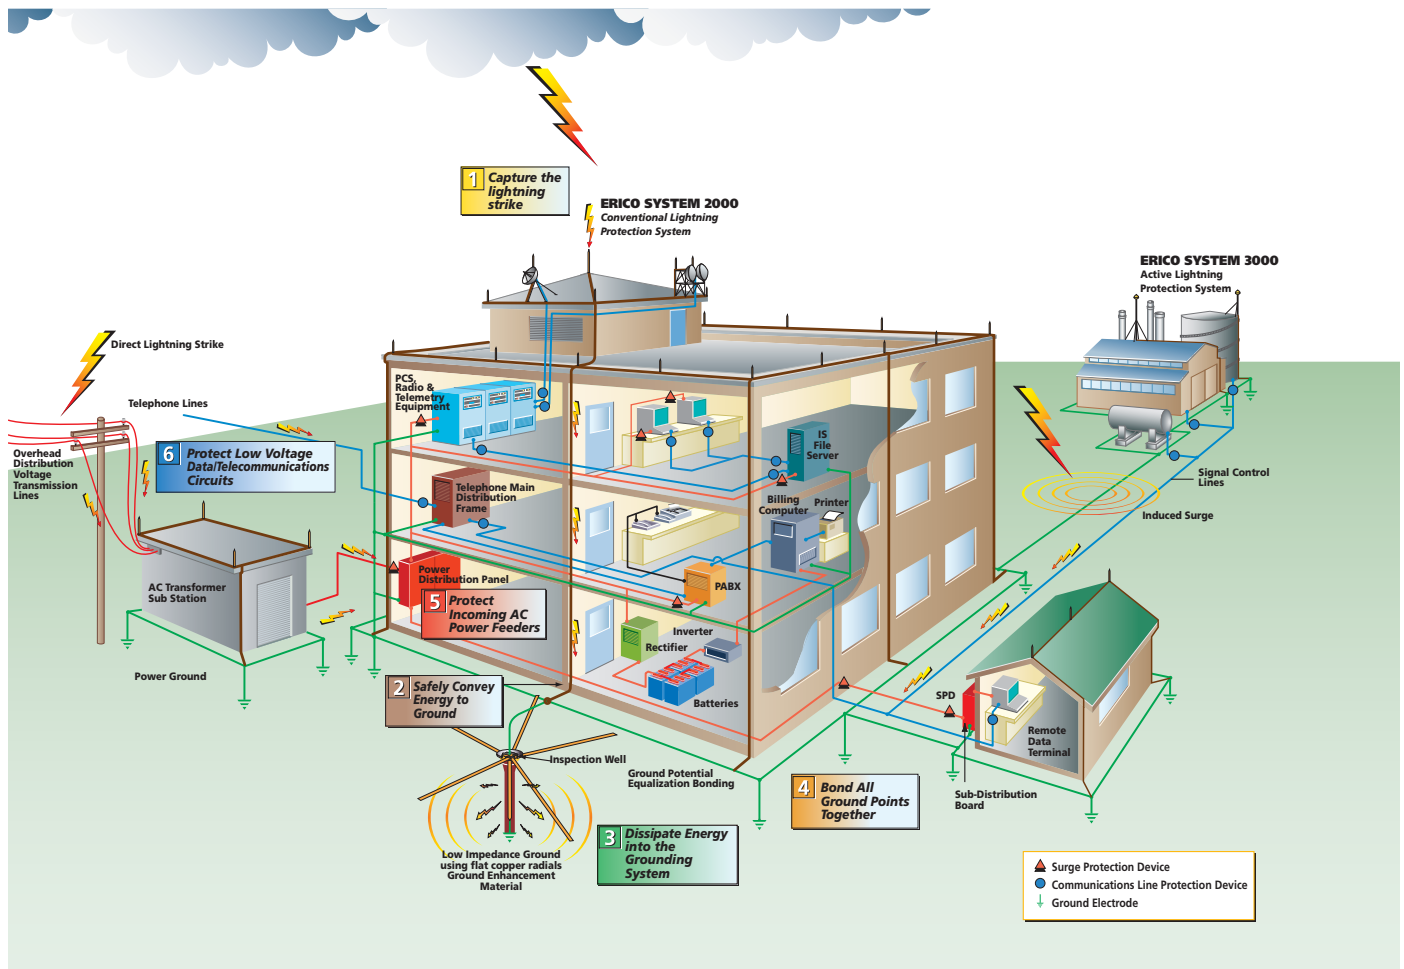 1
Capture the
lightning
strike
ERICO SYSTEM 2000
Conventional Lightning
Protection System
ERICO SYSTEM 3000
Active Lightning
Protection System
Direct Lightning Strike
Telephone Lines
Overhead
Distribution
Voltage
Transmission
Lines
6
Protect Low Voltage
Data/Telecommunications
Circuits
PCS,
Radio &
Telemetry
Equipment
IS
File
Server
Telephone Main
Distribution
Frame
Billing
Computer
Printer
Signal Control
Lines
Induced Surge
AC Transformer
Sub Station
Power
Distribution Panel
5
Protect
Incoming AC
Power Feeders
PABX
Inverter
Rectifier
Batteries
Power Ground
2
Safely Convey
Energy to
Ground
SPD
Remote
Data
Terminal
Inspection Well
Ground Potential
Equalization Bonding
4
Bond All
Ground Points
Together
Sub-Distribution
Board
3
Dissipate Energy
into the
Grounding
System
Low Impedance Ground
using flat copper radials
Ground Enhancement
Material
Surge Protection Device
Communications Line Protection Device
Ground Electrode